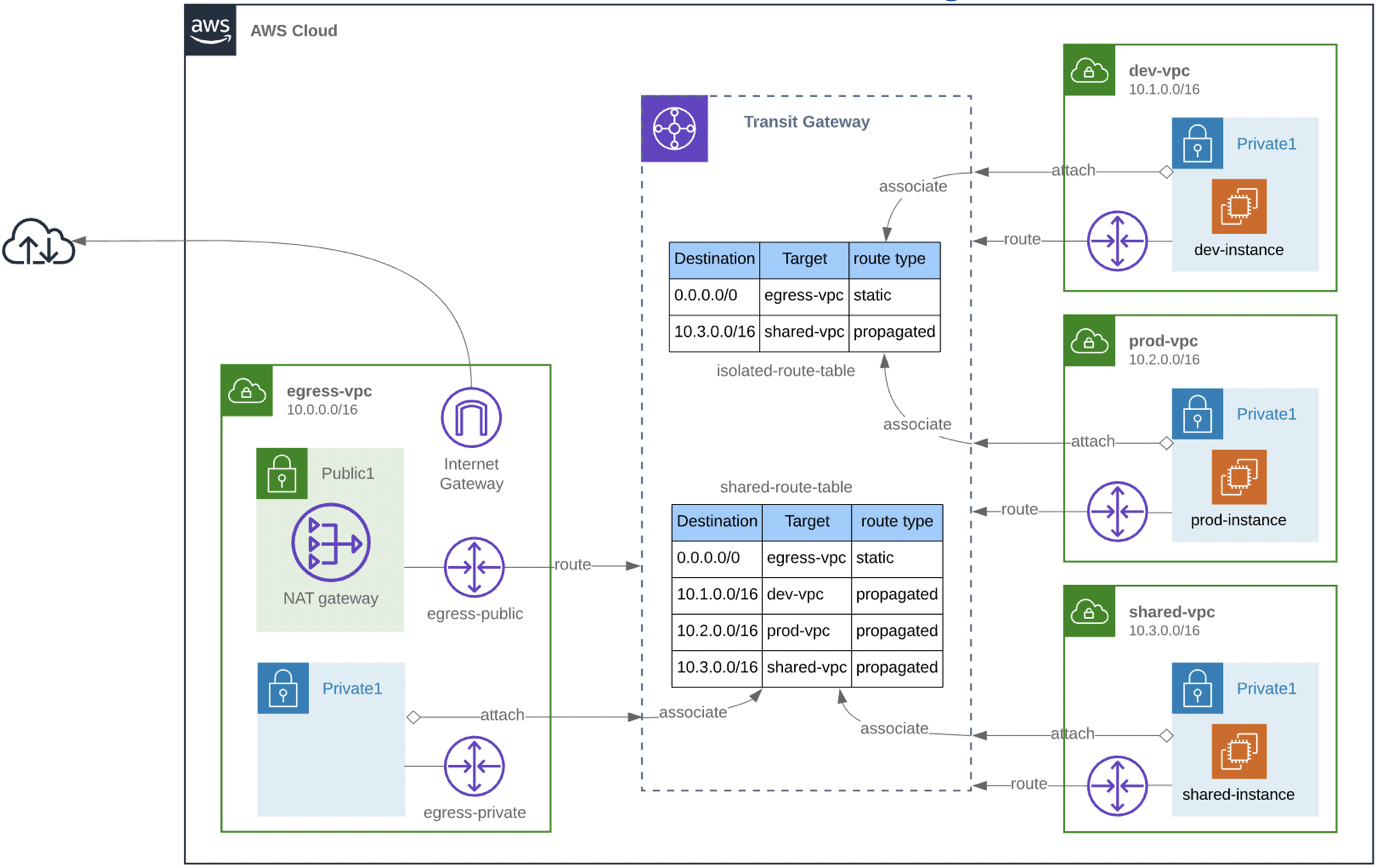 aws
AWS Cloud
dev-vpc
10.1.0.0/16
Private1
dev-instance
attach
route
Transit Gateway
associate
Destination Target route type
0.0.0.0/0 egress-vpc static
10.3.0.0/16 shared-vpc propagated
isolated-route-table
associate
prod-vpc
10.2.0.0/16
Private1
prod-instance
attach
route
egress-vpc
10.0.0.0/16
Internet
Gateway
Public1
NAT gateway
egress-public
route
shared-route-table
Destination Target route type
0.0.0.0/0 egress-vpc static
10.1.0.0/16 dev-vpc propagated
10.2.0.0/16 prod-vpc propagated
10.3.0.0/16 shared-vpc propagated
shared-vpc
10.3.0.0/16
Private1
shared-instance
attach
route
associate
Private1
attach
associate
egress-private